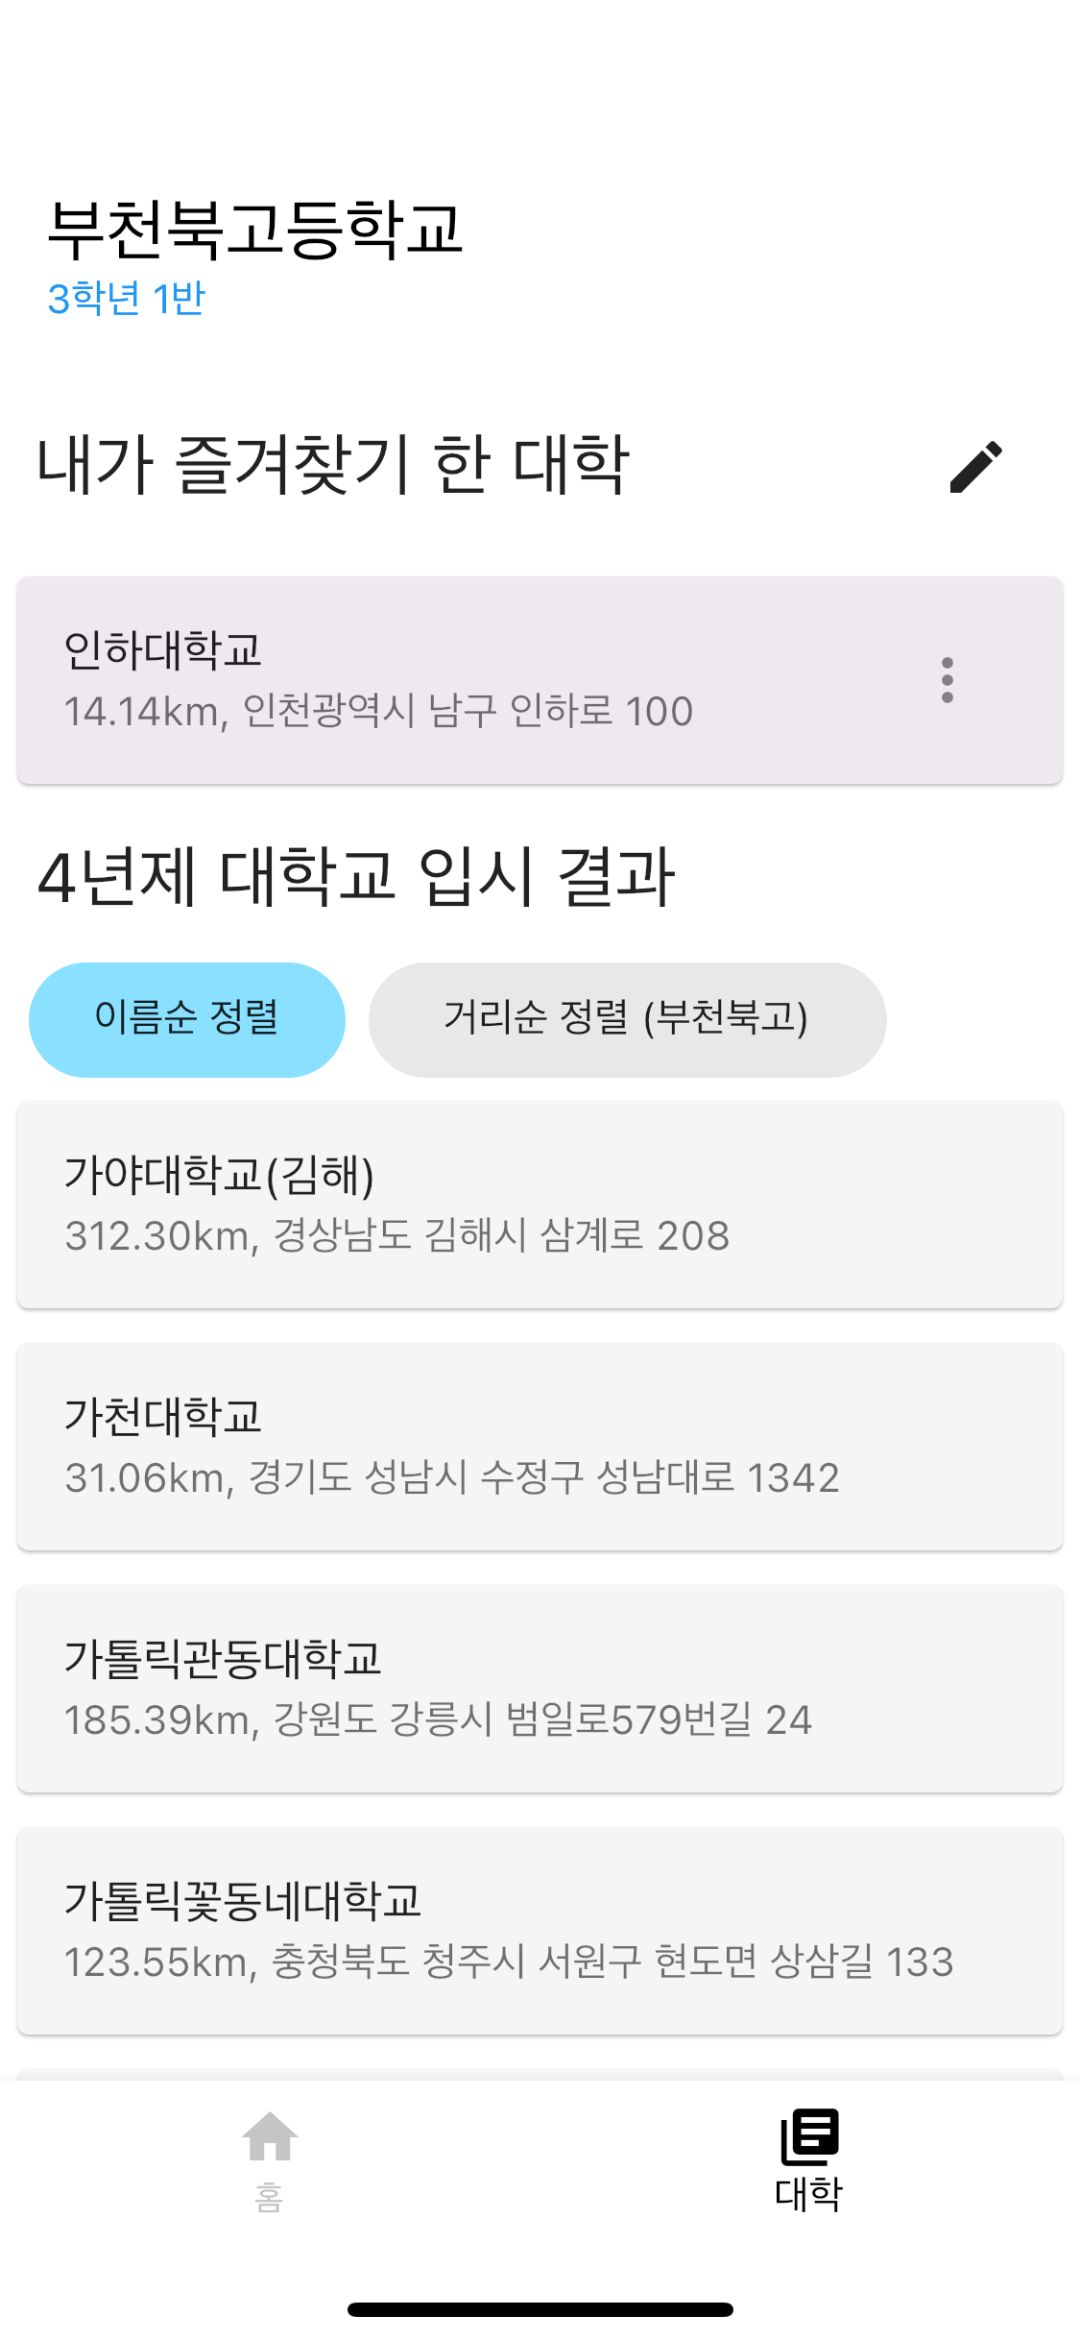 부천북고등학교
3학년 1반
내가 즐겨찾기 한 대학
인하대학교
14.14km, 인천광역시 남구 인하로 100
4년제 대학교 입시 결과
이름순 정렬
거리순 정렬 (부천북고)
가야대학교(김해)
312.30km, 경상남도 김해시 삼계로 208
가천대학교
31.06km, 경기도 성남시 수정구 성남대로 1342
가톨릭관동대학교
185.39km, 강원도 강릉시 범일로579번길 24
가톨릭꽃동네대학교
123.55km, 충청북도 청주시 서원구 현도면 상삼길 133
홈
대학